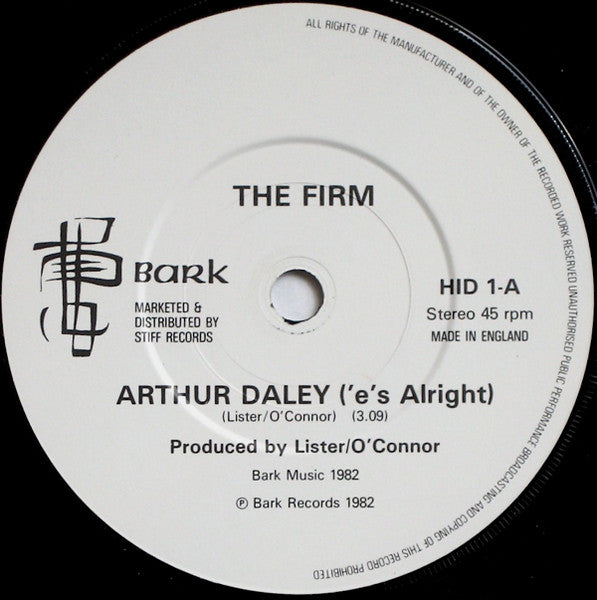 ALL RIGHTS OF THE MANUFACTURER AND OF THE OWNER OF THE RECORDED WORK RESERVED UNAUTHORISED PUBLIC PERFORMANCE BROADCASTING AND COPYING OF THIS RECORD PROHIBITED
THE FIRM
BARK
MARKETED &
DISTRIBUTED BY
STIFF RECORDS
HID 1-A
Stereo 45 rpm
MADE IN ENGLAND
ARTHUR DALEY ('e's Alright)
(Lister/O'Connor) (3.09)
Produced by Lister/O'Connor
Bark Music 1982
℗ Bark Records 1982